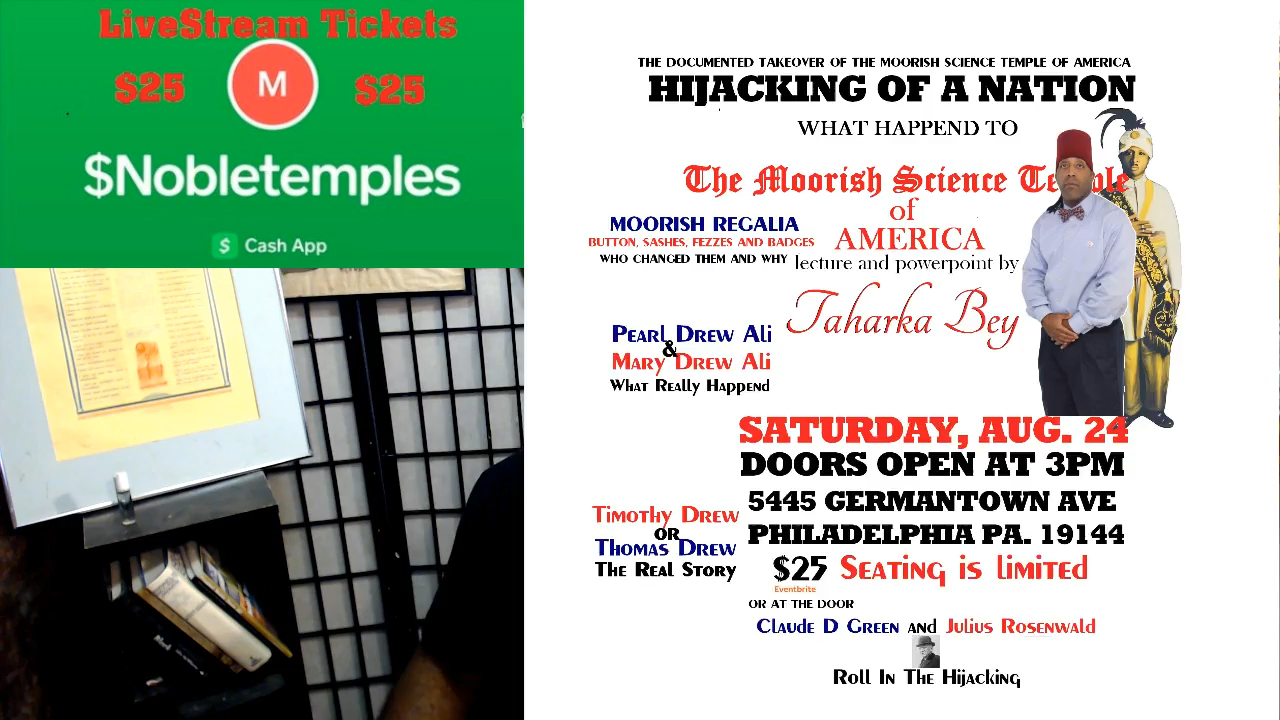 LiveStream Tickets
$25 M $25
$Nobletemples
$ Cash App
THE DOCUMENTED TAKEOVER OF THE MOORISH SCIENCE TEMPLE OF AMERICA
HIJACKING OF A NATION
WHAT HAPPEND TO
The Moorish Science Temple
of
AMERICA
lecture and powerpoint by
Taharka Bey
MOORISH REGALIA
BUTTON, SASHES, FEZZES AND BADGES
WHO CHANGED THEM AND WHY
Pearl Drew Ali
&
Mary Drew Ali
What Really Happend
SATURDAY, AUG. 24
DOORS OPEN AT 3PM
5445 GERMANTOWN AVE
PHILADELPHIA PA. 19144
Timothy Drew
OR
Thomas Drew
The Real Story
$25 Seating is limited
Eventbrite
OR AT THE DOOR
Claude D Green and Julius Rosenwald
Roll In The Hijacking